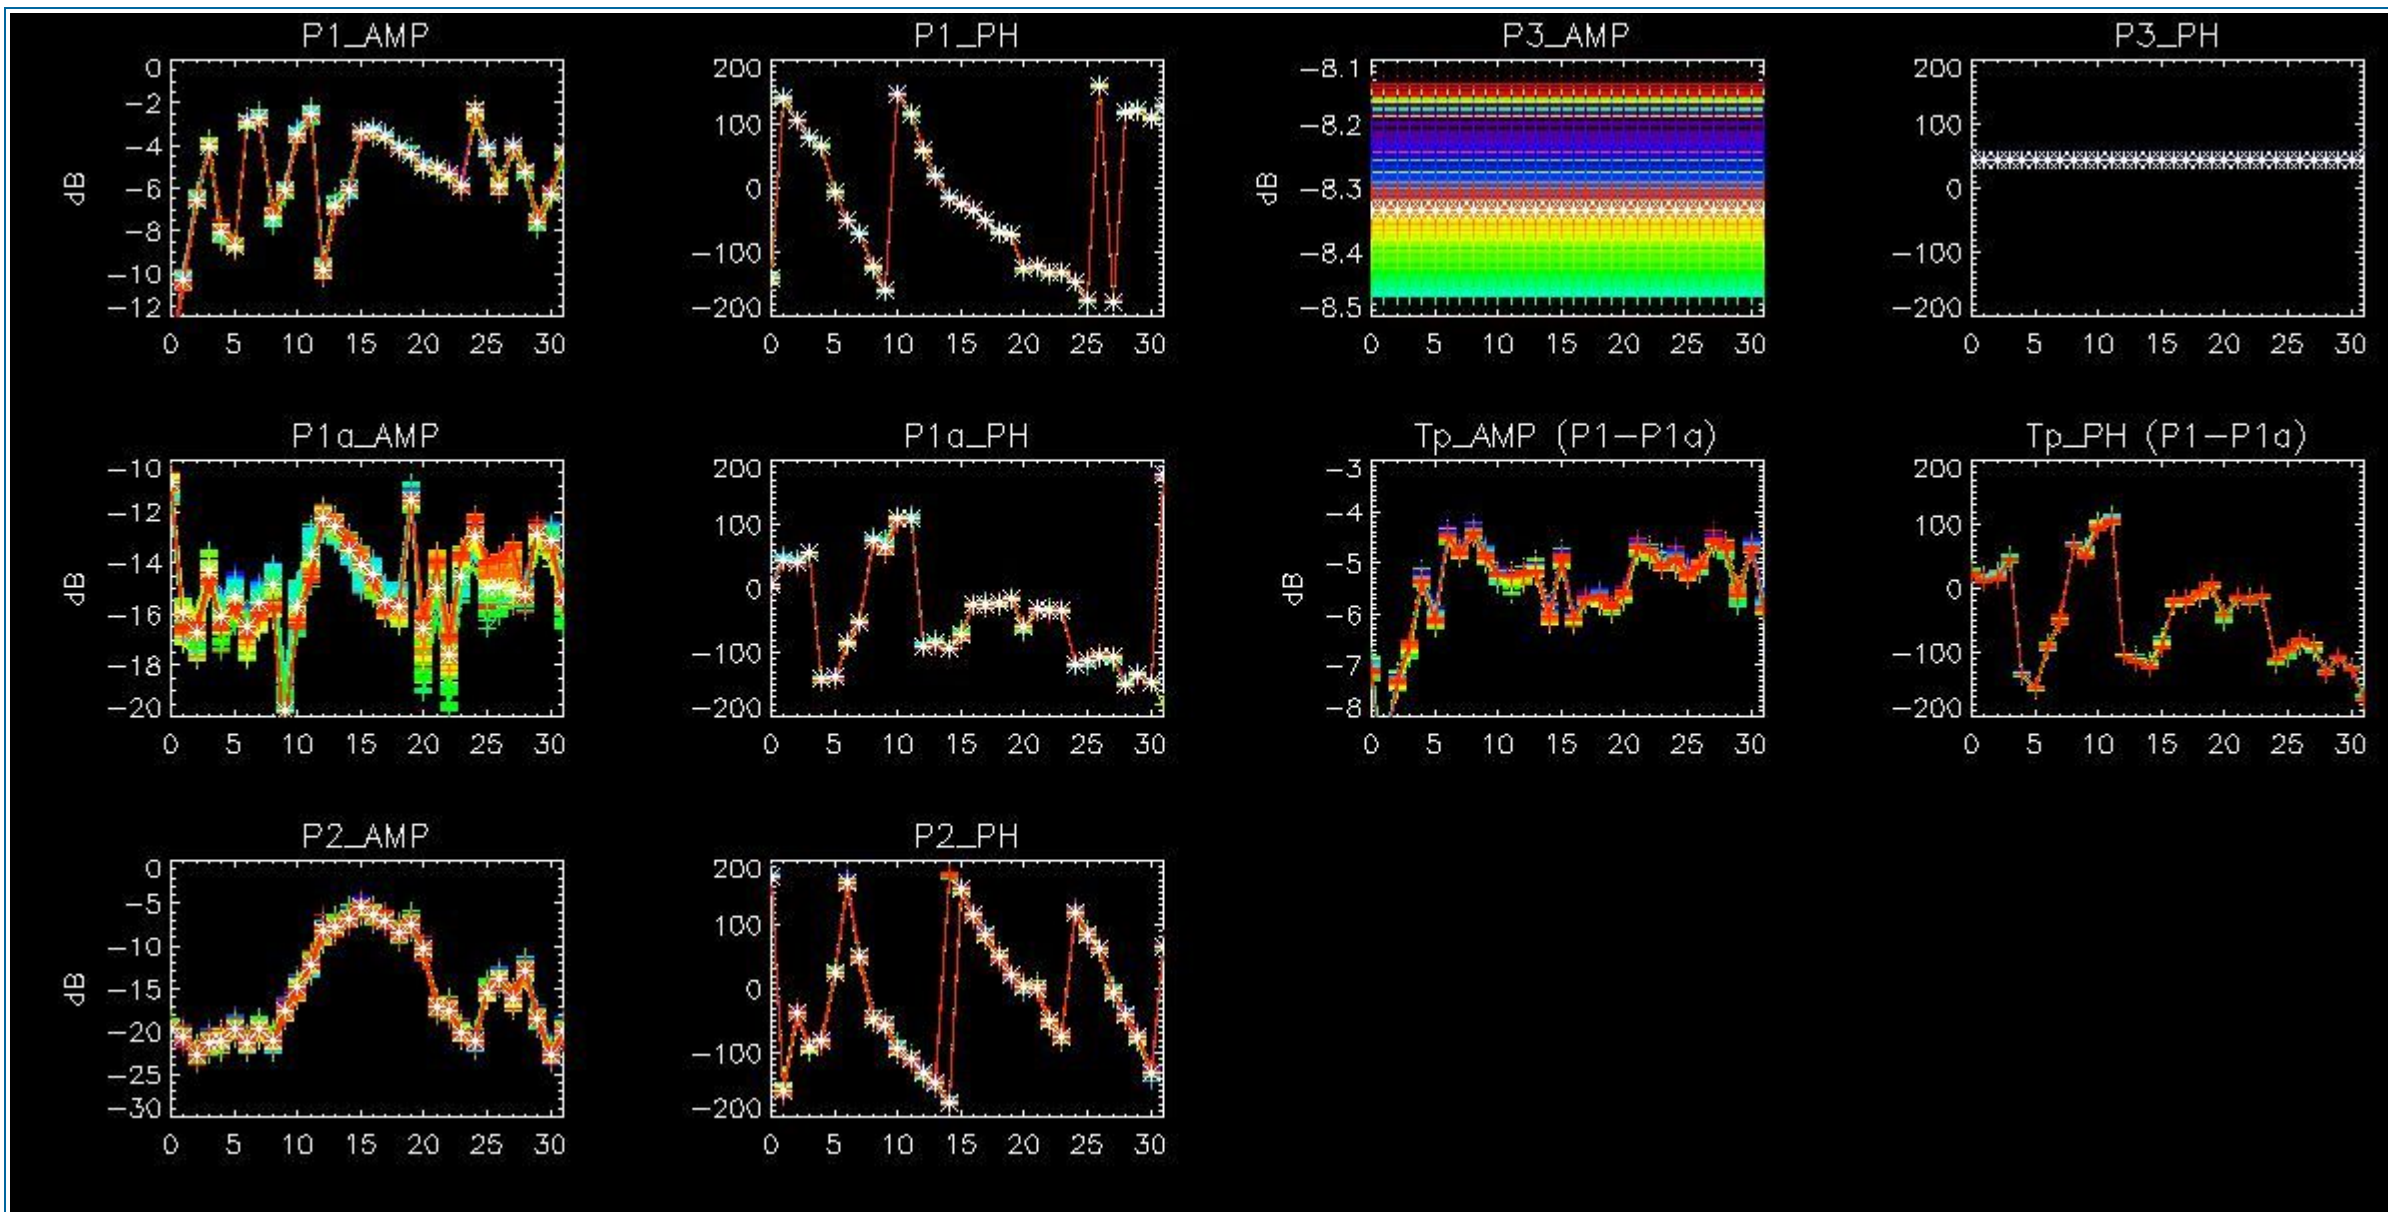 P1_AMP P1_PH P3_AMP P3_PH
0 200 −8.1 200
−2 100 −8.2 100
−4 0 −8.3 0
−6 −100 −8.4 −100
−8 −200 −8.5 −200
−10
−12
dB dB
0 5 10 15 20 25 30 0 5 10 15 20 25 30 0 5 10 15 20 25 30 0 5 10 15 20 25 30
P1a_AMP P1a_PH Tp_AMP (P1−P1a) Tp_PH (P1−P1a)
−10 200 −3 200
−12 100 −4 100
−14 0 −5 0
−16 −100 −6 −100
−18 −200 −7 −200
−20 −8
dB dB
0 5 10 15 20 25 30 0 5 10 15 20 25 30 0 5 10 15 20 25 30 0 5 10 15 20 25 30
P2_AMP P2_PH
0 200
−5 100
−10 0
−15 −100
−20 −200
−25
−30
dB
0 5 10 15 20 25 30 0 5 10 15 20 25 30